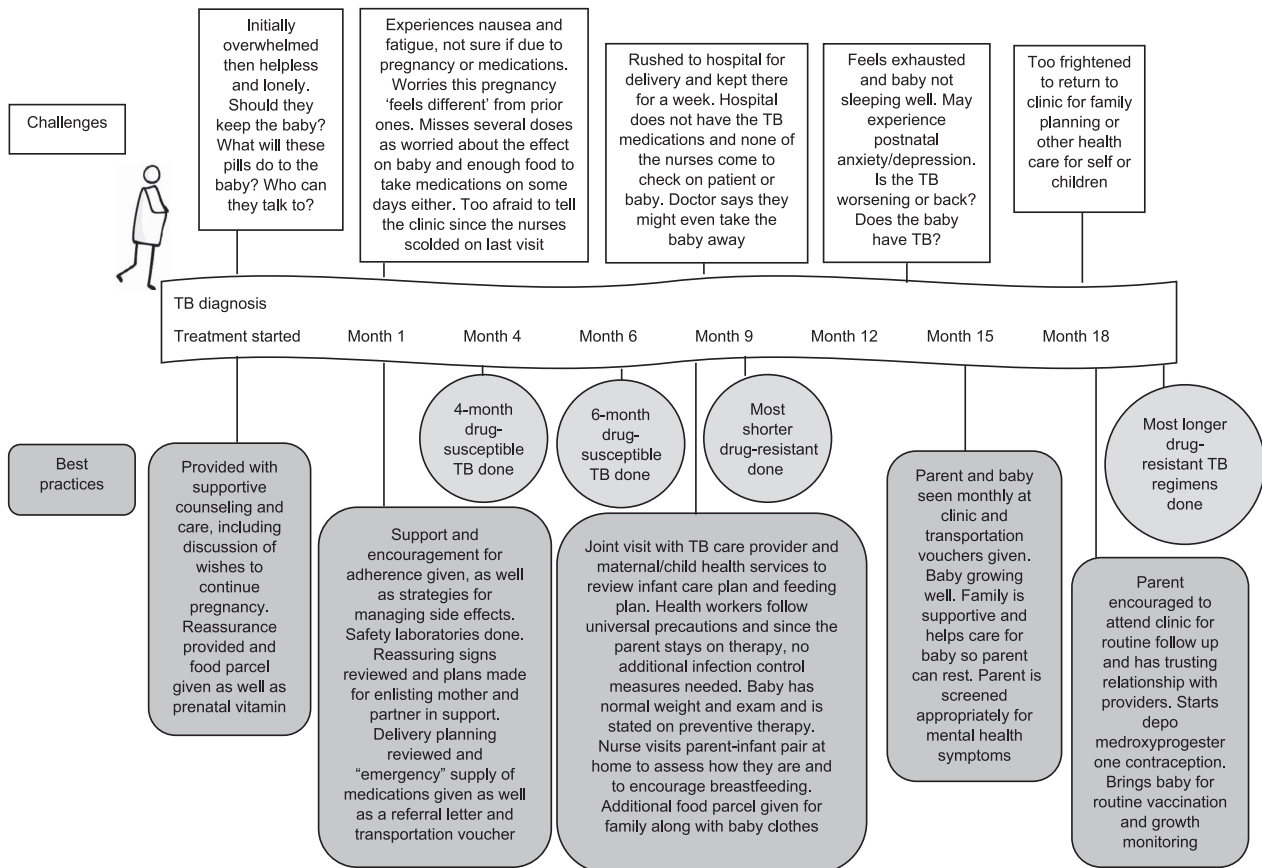 Challenges
Initially
overwhelmed
then helpless
and lonely.
Should they
keep the baby?
What will these
pills do to the
baby? Who can
they talk to?
Experiences nausea and
fatigue, not sure if due to
pregnancy or medications.
Worries this pregnancy
‘feels different’ from prior
ones. Misses several doses
as worried about the effect
on baby and enough food to
take medications on some
days either. Too afraid to tell
the clinic since the nurses
scolded on last visit
Rushed to hospital for
delivery and kept there
for a week. Hospital
does not have the TB
medications and none of
the nurses come to
check on patient or
baby. Doctor says they
might even take the
baby away
Feels exhausted
and baby not
sleeping well. May
experience
postnatal
anxiety/depression.
Is the TB
worsening or back?
Does the baby
have TB?
Too frightened
to return to
clinic for family
planning or
other health
care for self or
children
TB diagnosis
Treatment started Month 1 Month 4 Month 6 Month 9 Month 12 Month 15 Month 18
4-month
drug-
susceptible
TB done
6-month
drug-
susceptible
TB done
Most
shorter
drug-resistant
done
Most longer
drug-
resistant TB
regimens
done
Best
practices
Provided with
supportive
counseling and
care, including
discussion of
wishes to
continue
pregnancy.
Reassurance
provided and
food parcel
given as well as
prenatal vitamin
Support and
encouragement for
adherence given, as well
as strategies for
managing side effects.
Safety laboratories done.
Reassuring signs
reviewed and plans made
for enlisting mother and
partner in support.
Delivery planning
reviewed and
“emergency” supply of
medications given as well
as a referral letter and
transportation voucher
Joint visit with TB care provider and
maternal/child health services to
review infant care plan and feeding
plan. Health workers follow
universal precautions and since the
parent stays on therapy, no
additional infection control
measures needed. Baby has
normal weight and exam and is
stated on preventive therapy.
Nurse visits parent-infant pair at
home to assess how they are and
to encourage breastfeeding.
Additional food parcel given for
family along with baby clothes
Parent and baby
seen monthly at
clinic and
transportation
vouchers given.
Baby growing
well. Family is
supportive and
helps care for
baby so parent
can rest. Parent is
screened
appropriately for
mental health
symptoms
Parent
encouraged to
attend clinic for
routine follow up
and has trusting
relationship with
providers. Starts
depo
medroxyprogester
one contraception.
Brings baby for
routine vaccination
and growth
monitoring